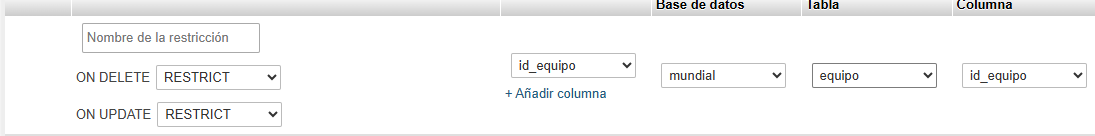 Base de datos Tabla Columna
Nombre de la restricción
ON DELETE RESTRICT
id_equipo mundial equipo id_equipo
+ Añadir columna
ON UPDATE RESTRICT